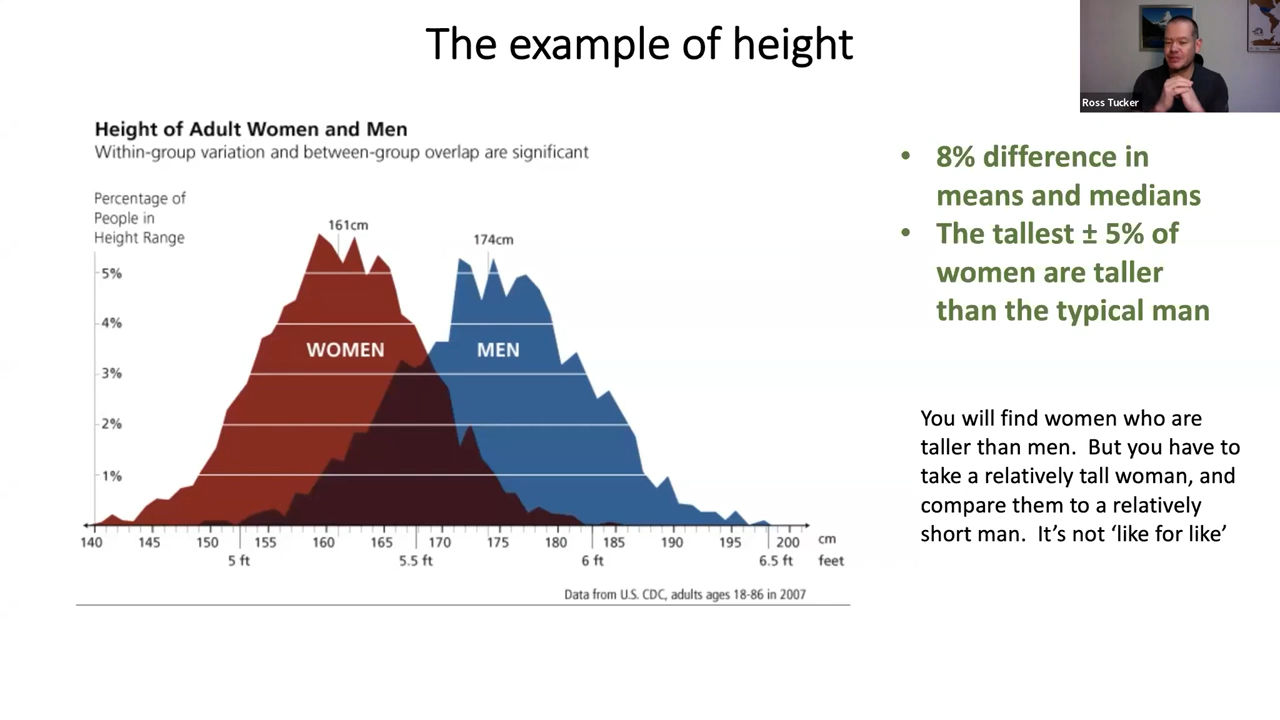 The example of height
Ross Tucker
Height of Adult Women and Men
Within-group variation and between-group overlap are significant
Percentage of
People in
Height Range
161cm
174cm
5%
4%
3%
2%
1%
WOMEN
MEN
140 145 150 155 160 165 170 175 180 185 190 195 200 cm
5 ft 5.5 ft 6 ft 6.5 ft feet
Data from U.S. CDC, adults ages 18-86 in 2007
• 8% difference in
means and medians
• The tallest ± 5% of
women are taller
than the typical man
You will find women who are
taller than men. But you have to
take a relatively tall woman, and
compare them to a relatively
short man. It’s not ‘like for like’